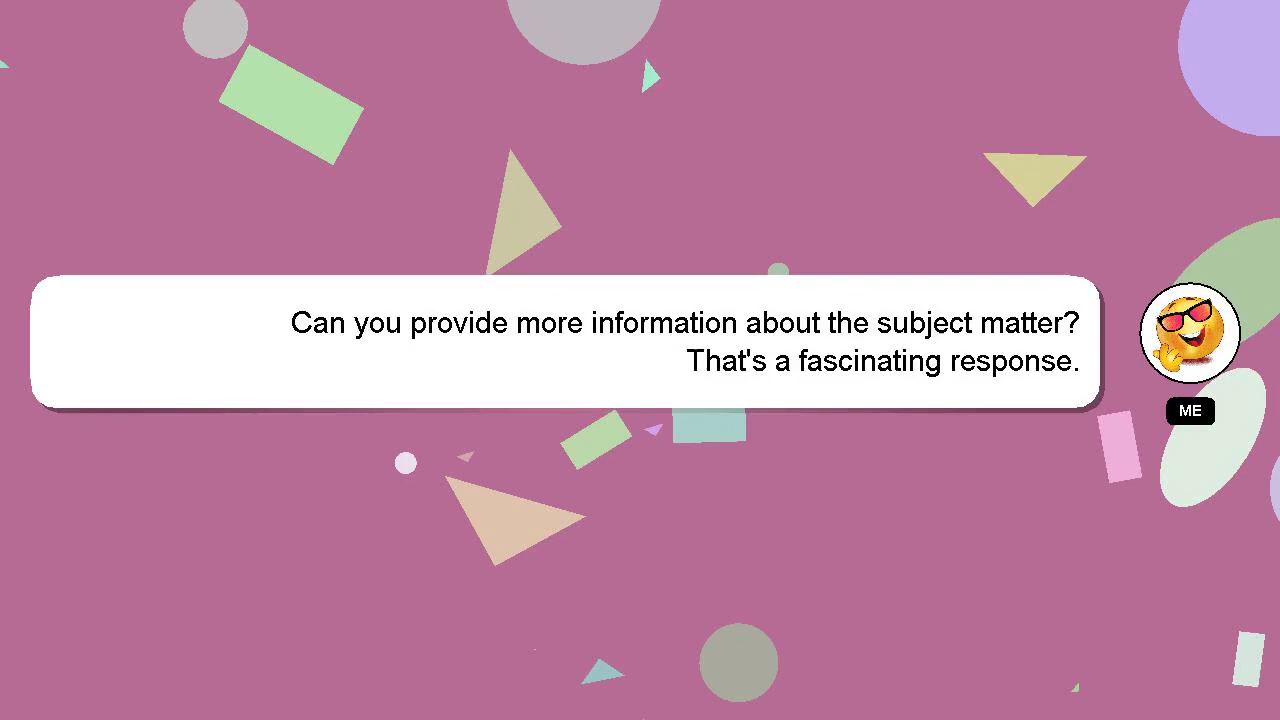 Can you provide more information about the subject matter?
That's a fascinating response.
ME